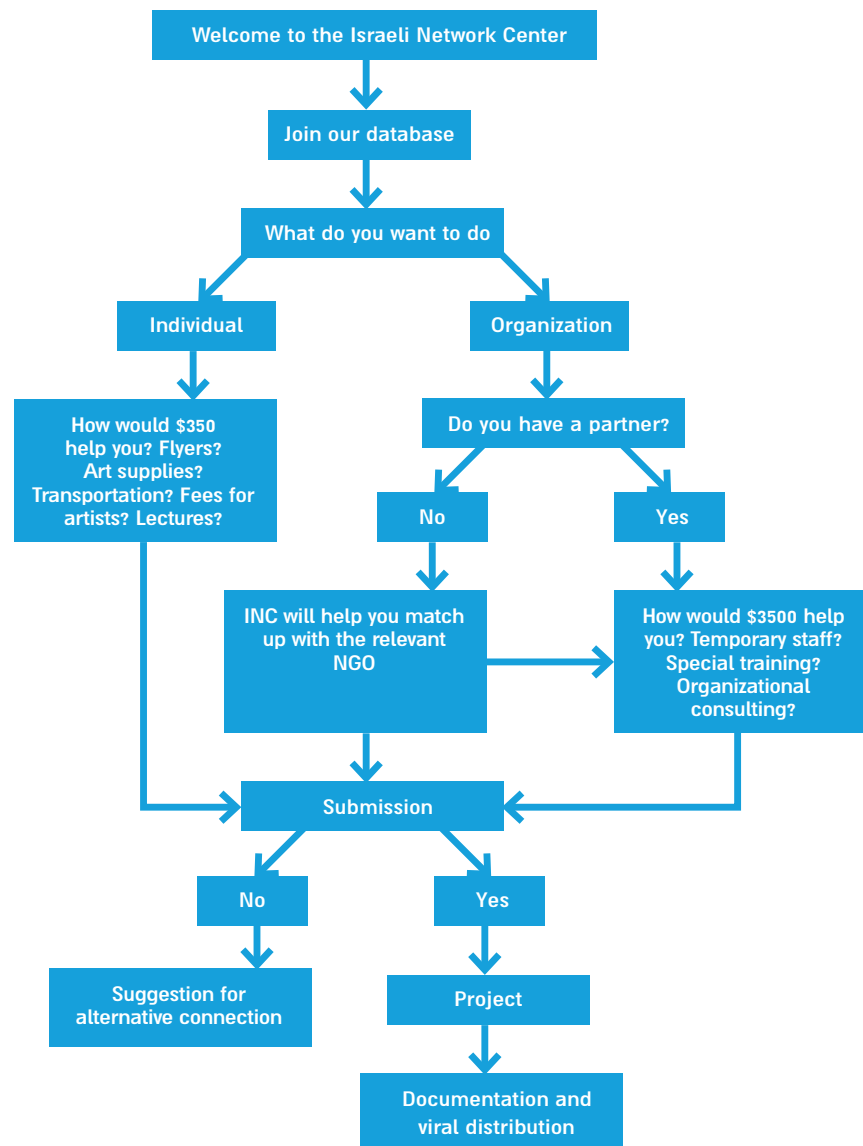 Welcome to the Israeli Network Center
Join our database
What do you want to do
Individual
Organization
How would $350
help you? Flyers?
Art supplies?
Transportation? Fees for
artists? Lectures?
Do you have a partner?
No
Yes
INC will help you match
up with the relevant
NGO
How would $3500 help
you? Temporary staff?
Special training?
Organizational
consulting?
Submission
No
Yes
Suggestion for
alternative connection
Project
Documentation and
viral distribution